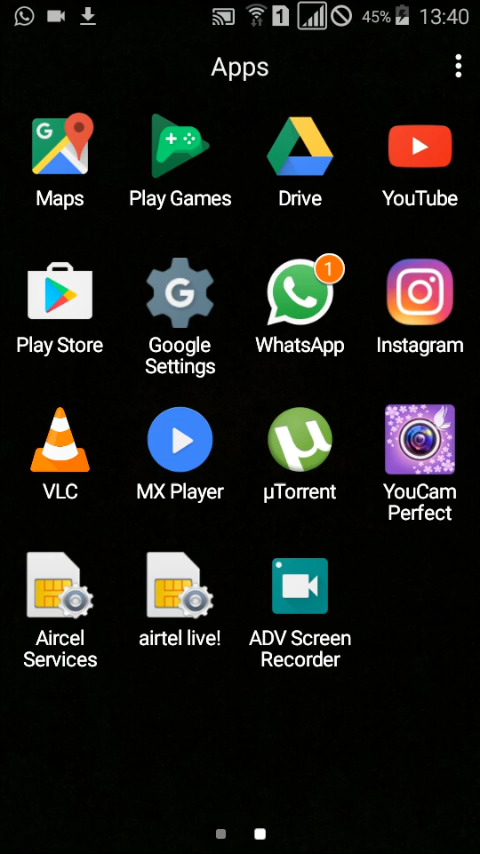 1 45% 13:40
Apps
Maps Play Games Drive YouTube
G
1
Play Store Google Settings WhatsApp Instagram
VLC MX Player µTorrent YouCam Perfect
Aircel Services airtel live! ADV Screen Recorder